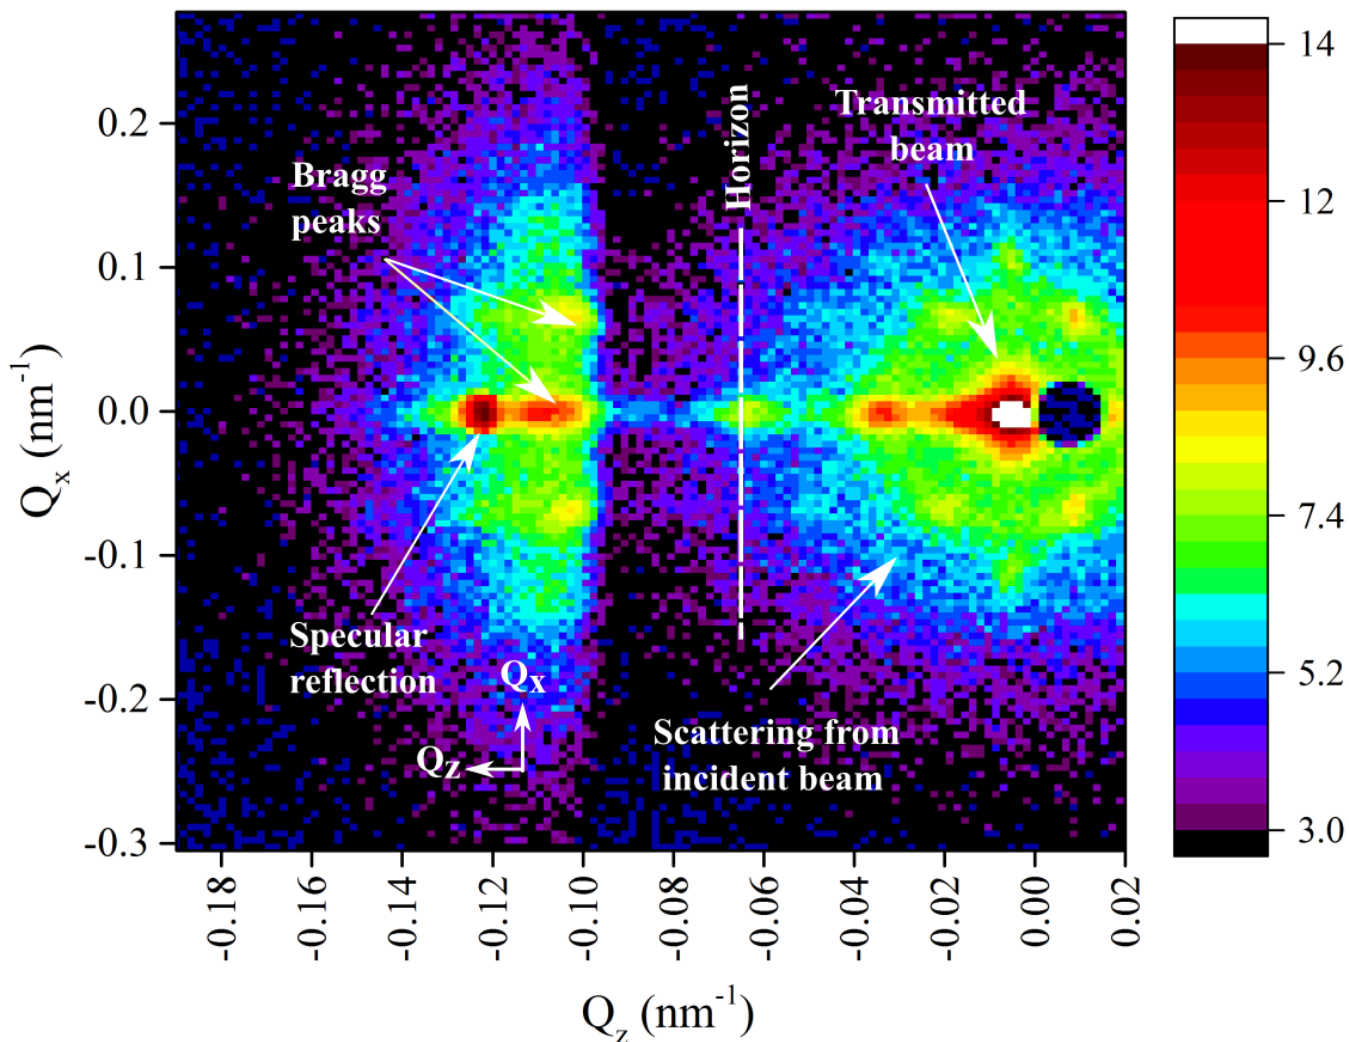 14
12
9.6
7.4
5.2
3.0
Transmitted
beam
Horizon
Bragg
peaks
Specular
reflection
Qx
Qz
Scattering from
incident beam
0.2
0.1
0.0
-0.1
-0.2
-0.3
Qx (nm-1)
-0.18
-0.16
-0.14
-0.12
-0.10
-0.08
-0.06
-0.04
-0.02
0.00
0.02
Qz (nm-1)